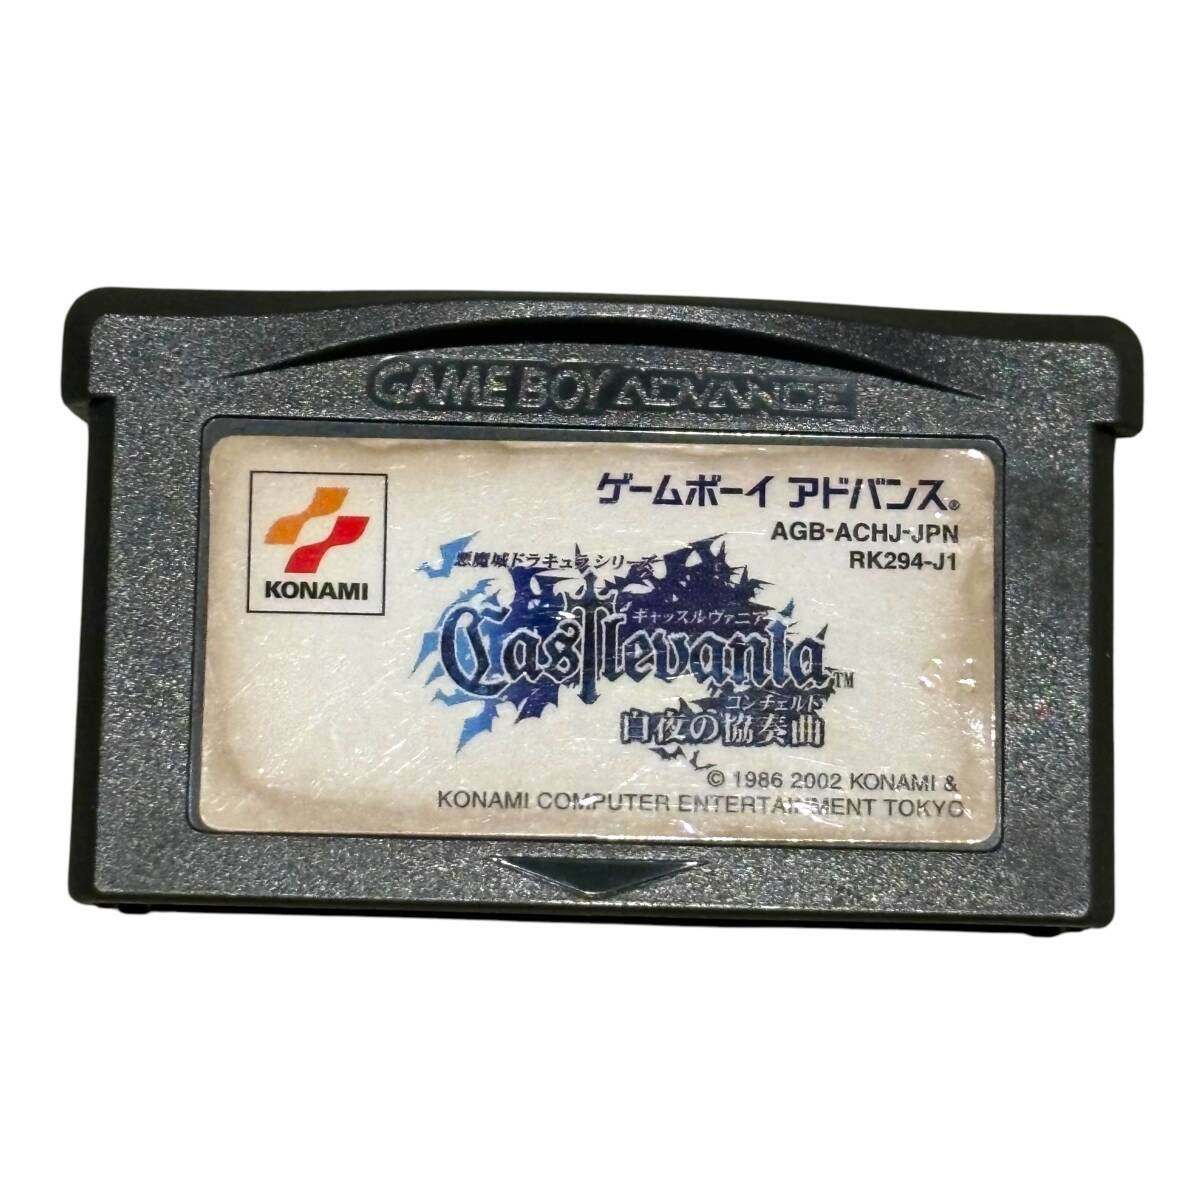 GAME BOY ADVANCE
KONAMI
ゲームボーイ アドバンス®
AGB-ACHJ-JPN
RK294-J1
悪魔城ドラキュラシリーズ
キャッスルヴァニア
Castlevania™
コンチェルト
白夜の協奏曲
© 1986 2002 KONAMI &
KONAMI COMPUTER ENTERTAINMENT TOKYO